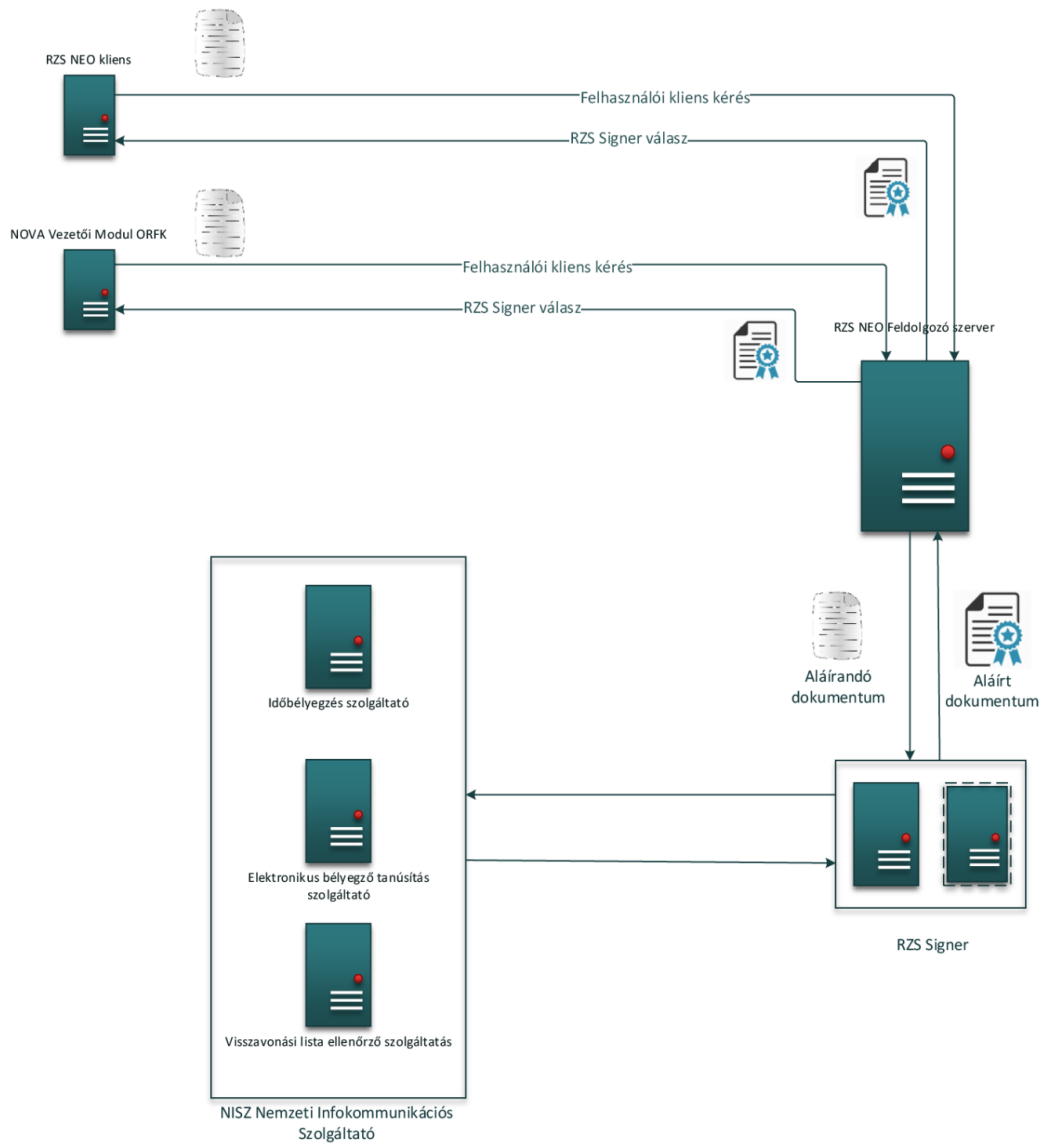 RZS NEO kliens
Felhasználói kliens kérés
RZS Signer válasz
NOVA Vezetői Modul ORFK
Felhasználói kliens kérés
RZS Signer válasz
RZS NEO Feldolgozó szerver
Aláírandó
dokumentum
Aláírt
dokumentum
Időbélyegzés szolgáltató
Elektronikus bélyegző tanúsítás
szolgáltató
RZS Signer
Visszavonási lista ellenőrző szolgáltatás
NISZ Nemzeti Infokommunikációs
Szolgáltató